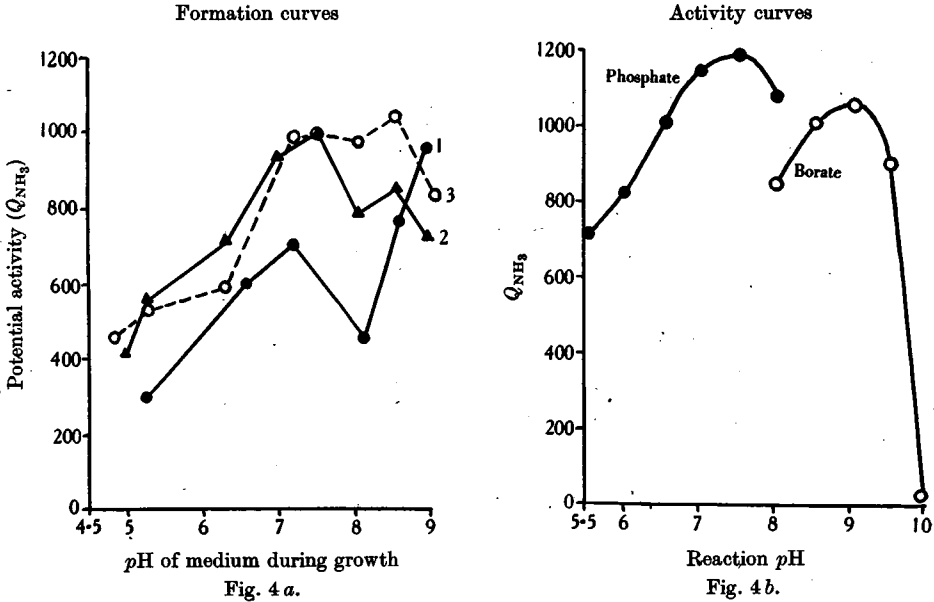 Formation curves
Potential activity (Q_NH₃)
1200
1000
800
600
400
200
0
4·5
5
6
7
8
9
1
3
2
pH of medium during growth
Fig. 4a.
Activity curves
Q_NH₃
1200
1000
800
600
400
200
0
5·5
6
7
8
9
10
Phosphate
Borate
Reaction pH
Fig. 4b.